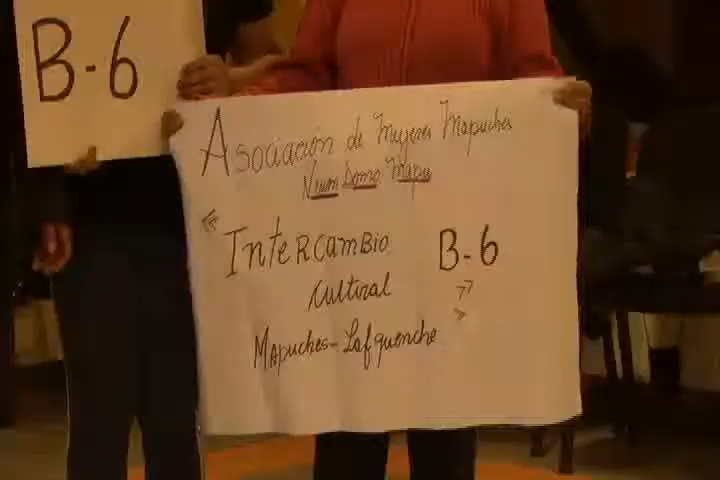 B-6
Asociación de Mujeres Mapuches
Newen Domo Mapu
"Intercambio B-6
Cultural "
Mapuches-Lafquenche